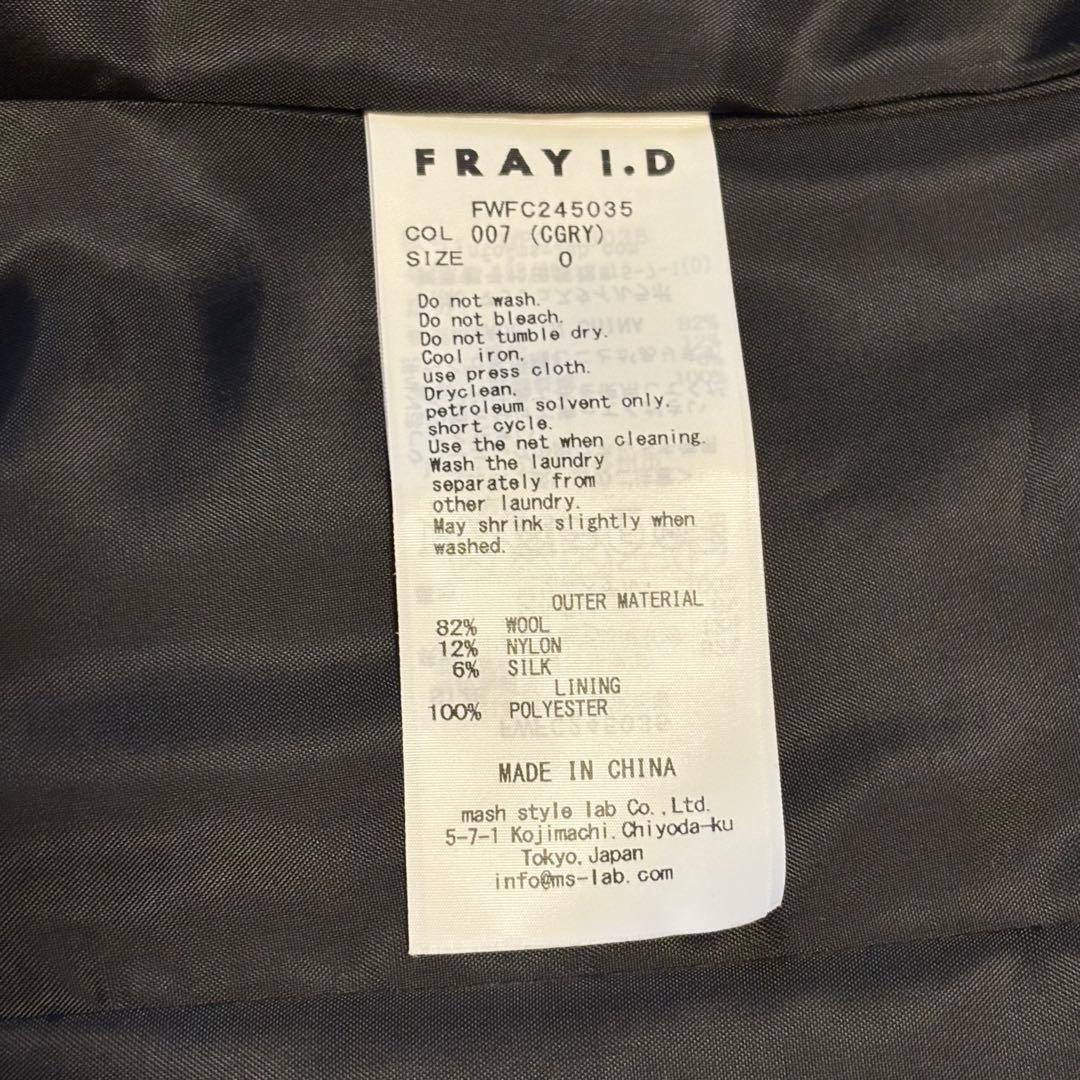 FRAY I.D
FWFC245035
COL 007 (CGRY)
SIZE 0
Do not wash.
Do not bleach.
Do not tumble dry.
Cool iron,
use press cloth.
Dryclean,
petroleum solvent only.
short cycle.
Use the net when cleaning.
Wash the laundry
separately from
other laundry.
May shrink slightly when
washed.
OUTER MATERIAL
82% WOOL
12% NYLON
6% SILK
LINING
100% POLYESTER
MADE IN CHINA
mash style lab Co.,Ltd.
5-7-1 Kojimachi,Chiyoda-ku
Tokyo,Japan
info@ms-lab.com